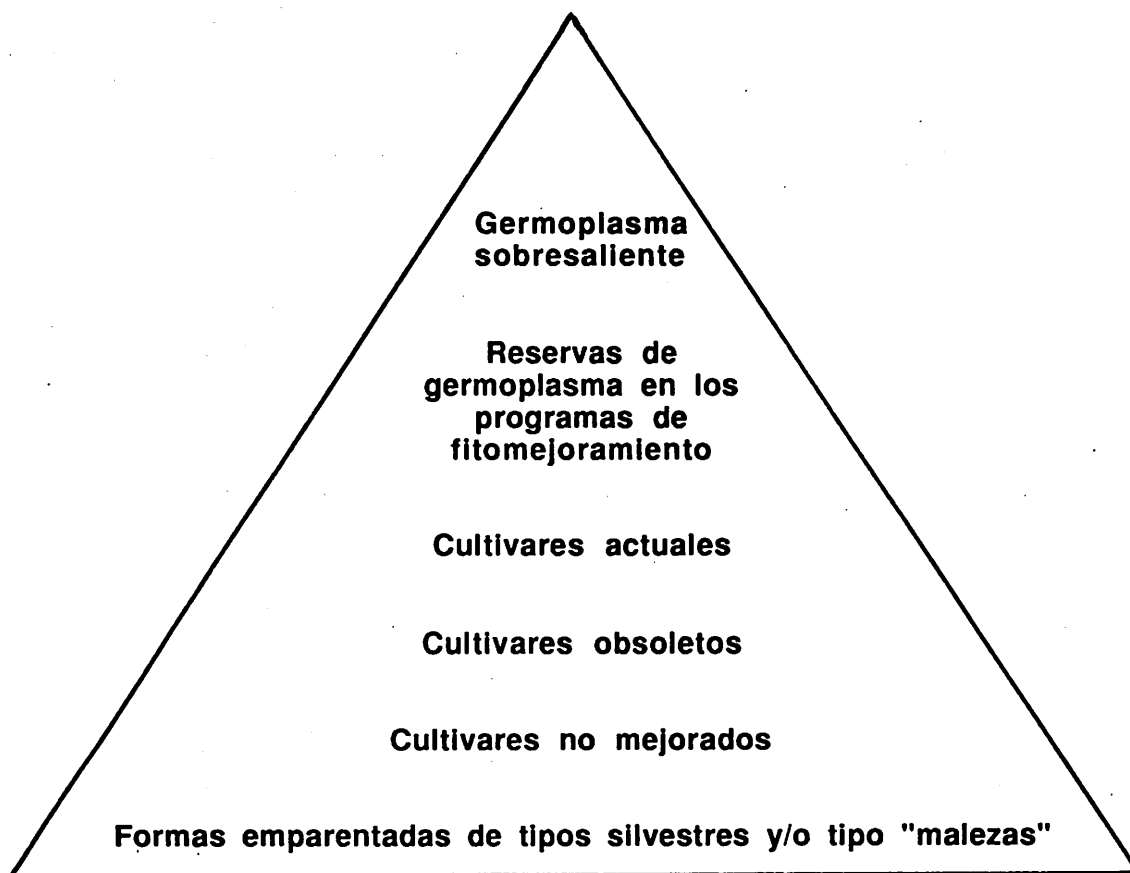 Germoplasma
sobresaliente
Reservas de
germoplasma en los
programas de
fitomejoramiento
Cultivares actuales
Cultivares obsoletos
Cultivares no mejorados
Formas emparentadas de tipos silvestres y/o tipo "malezas"